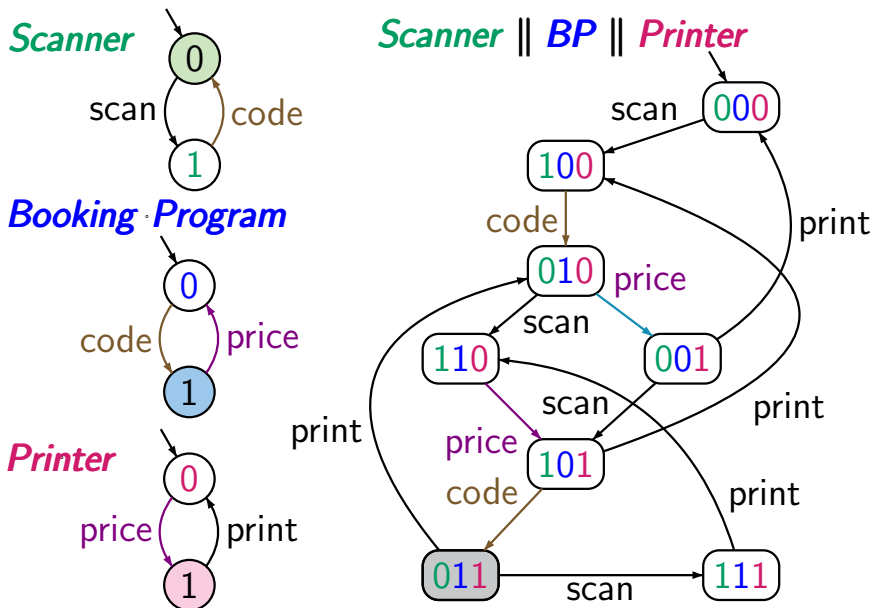 Scanner
0
scan
code
1
Booking Program
0
code
price
1
Printer
0
price
print
1
Scanner ∥ BP ∥ Printer
000
scan
100
code
print
010
price
scan
110
001
scan
print
print
price
101
code
print
011
scan
111